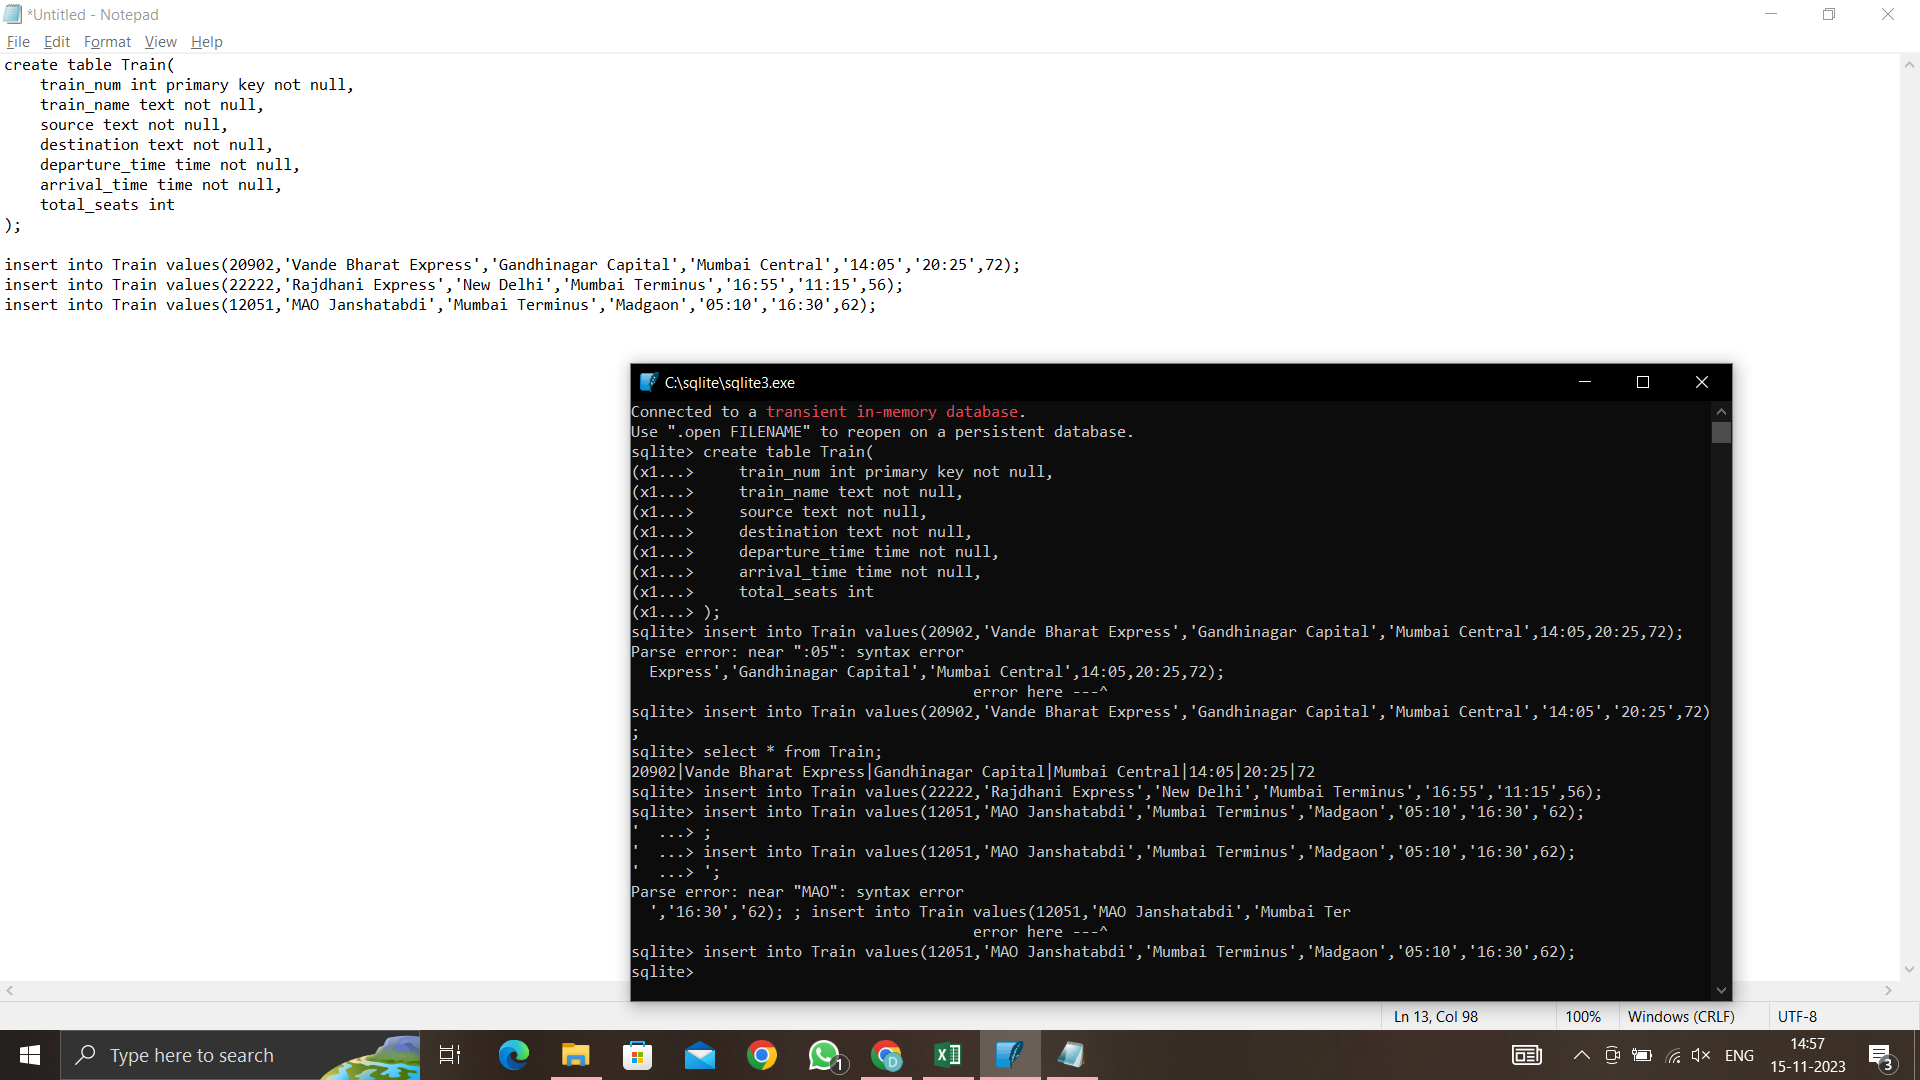 *Untitled - Notepad
File Edit Format View Help
create table Train(
    train_num int primary key not null,
    train_name text not null,
    source text not null,
    destination text not null,
    departure_time time not null,
    arrival_time time not null,
    total_seats int
);
insert into Train values(20902,'Vande Bharat Express','Gandhinagar Capital','Mumbai Central','14:05','20:25',72);
insert into Train values(22222,'Rajdhani Express','New Delhi','Mumbai Terminus','16:55','11:15',56);
insert into Train values(12051,'MAO Janshatabdi','Mumbai Terminus','Madgaon','05:10','16:30',62);
C:\sqlite\sqlite3.exe
Connected to a transient in-memory database.
Use ".open FILENAME" to reopen on a persistent database.
sqlite> create table Train(
(x1...>     train_num int primary key not null,
(x1...>     train_name text not null,
(x1...>     source text not null,
(x1...>     destination text not null,
(x1...>     departure_time time not null,
(x1...>     arrival_time time not null,
(x1...>     total_seats int
(x1...> );
sqlite> insert into Train values(20902,'Vande Bharat Express','Gandhinagar Capital','Mumbai Central',14:05,20:25,72);
Parse error: near ":05": syntax error
  Express','Gandhinagar Capital','Mumbai Central',14:05,20:25,72);
                                      error here ---^
sqlite> insert into Train values(20902,'Vande Bharat Express','Gandhinagar Capital','Mumbai Central','14:05','20:25',72)
;
sqlite> select * from Train;
20902|Vande Bharat Express|Gandhinagar Capital|Mumbai Central|14:05|20:25|72
sqlite> insert into Train values(22222,'Rajdhani Express','New Delhi','Mumbai Terminus','16:55','11:15',56);
sqlite> insert into Train values(12051,'MAO Janshatabdi','Mumbai Terminus','Madgaon','05:10','16:30','62);
'  ...> ;
'  ...> insert into Train values(12051,'MAO Janshatabdi','Mumbai Terminus','Madgaon','05:10','16:30',62);
'  ...> ';
Parse error: near "MAO": syntax error
  ','16:30','62); ; insert into Train values(12051,'MAO Janshatabdi','Mumbai Ter
                                      error here ---^
sqlite> insert into Train values(12051,'MAO Janshatabdi','Mumbai Terminus','Madgaon','05:10','16:30',62);
sqlite>
Ln 13, Col 98 100% Windows (CRLF) UTF-8
Type here to search
1
D
ENG
14:57
15-11-2023
3